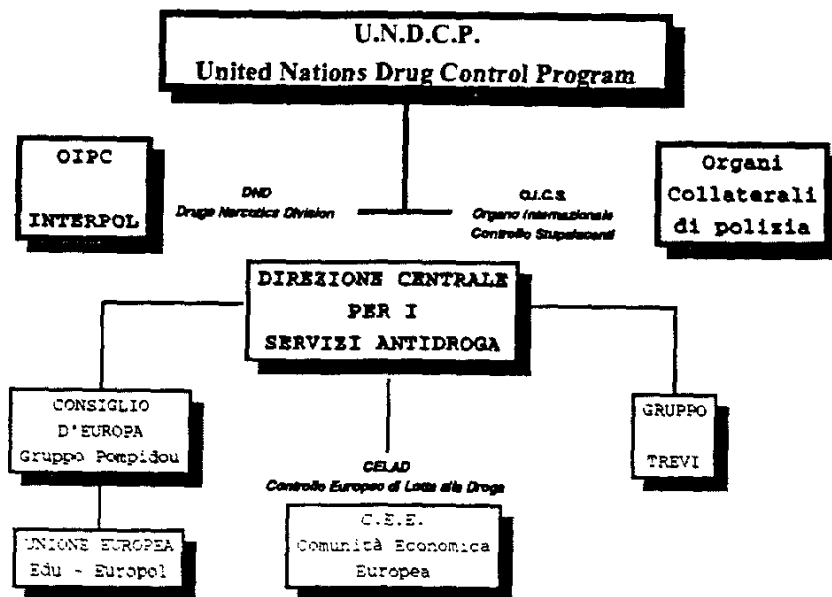 U.N.D.C.P.
United Nations Drug Control Program
OIPC
INTERPOL
DND
Drugs Narcotics Division
O.I.C.S.
Organo Internazionale
Controllo Stupefacenti
Organi
Collaterali
di polizia
DIREZIONE CENTRALE
PER I
SERVIZI ANTIDROGA
CONSIGLIO
D'EUROPA
Gruppo Pompidou
GRUPPO
TREVI
CELAD
Controllo Europeo di Lotta alla Droga
UNIONE EUROPEA
Edu - Europol
C.E.E.
Comunità Economica
Europea